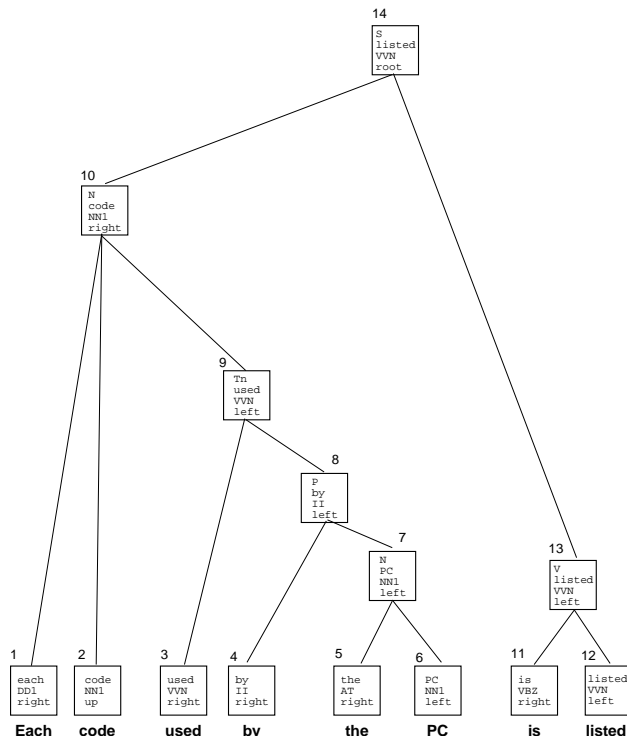 14
S
listed
VVN
root
10
N
code
NN1
right
9
Tn
used
VVN
left
8
P
by
II
left
7
N
PC
NN1
left
13
V
listed
VVN
left
1
each
DD1
right
2
code
NN1
up
3
used
VVN
right
4
by
II
right
5
the
AT
right
6
PC
NN1
left
11
is
VBZ
right
12
listed
VVN
left
Each code used by the PC is listed